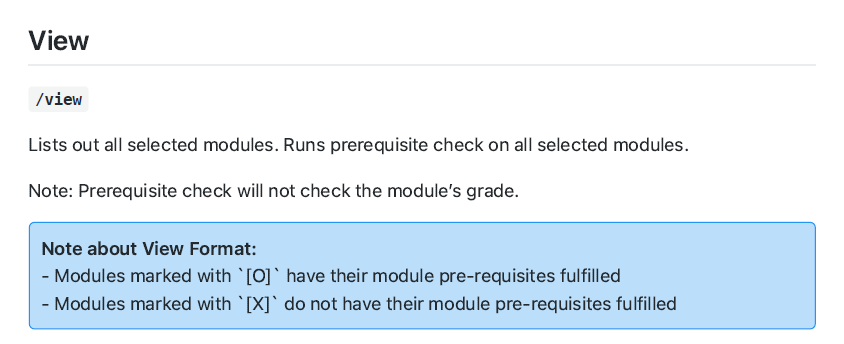 View
/view
Lists out all selected modules. Runs prerequisite check on all selected modules.
Note: Prerequisite check will not check the module’s grade.
Note about View Format:
- Modules marked with `[O]` have their module pre-requisites fulfilled
- Modules marked with `[X]` do not have their module pre-requisites fulfilled